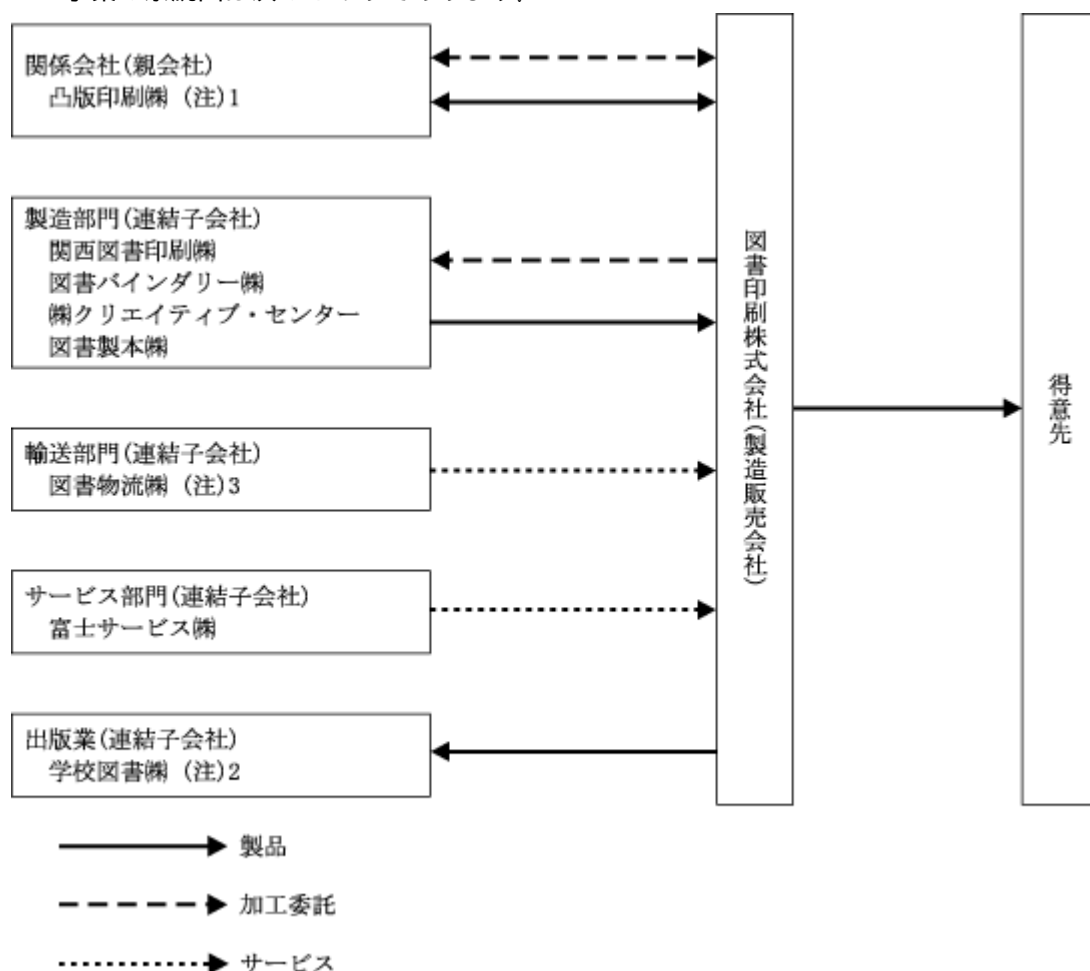 関係会社(親会社)
凸版印刷㈱ (注)1
製造部門(連結子会社)
関西図書印刷㈱
図書バインダリー㈱
㈱クリエイティブ・センター
図書製本㈱
輸送部門(連結子会社)
図書物流㈱ (注)3
サービス部門(連結子会社)
富士サービス㈱
出版業(連結子会社)
学校図書㈱ (注)2
図書印刷株式会社(製造販売会社)
得意先
製品
加工委託
サービス